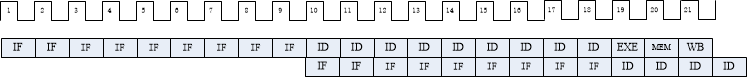 1 2 3 4 5 6 7 8 9 10 11 12 13 14 15 16 17 18 19 20 21
IF IF IF IF IF IF IF IF IF ID ID ID ID ID ID ID ID ID EXE MEM WB
IF IF IF IF IF IF IF IF IF ID ID ID ID